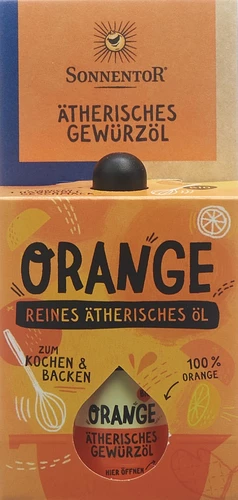 SONNENTOR®
ÄTHERISCHES
GEWÜRZÖL
ORANGE
REINES ÄTHERISCHES ÖL
ZUM
KOCHEN &
BACKEN
100%
ORANGE
ORANGE
ÄTHERISCHES
GEWÜRZÖL
HIER ÖFFNEN